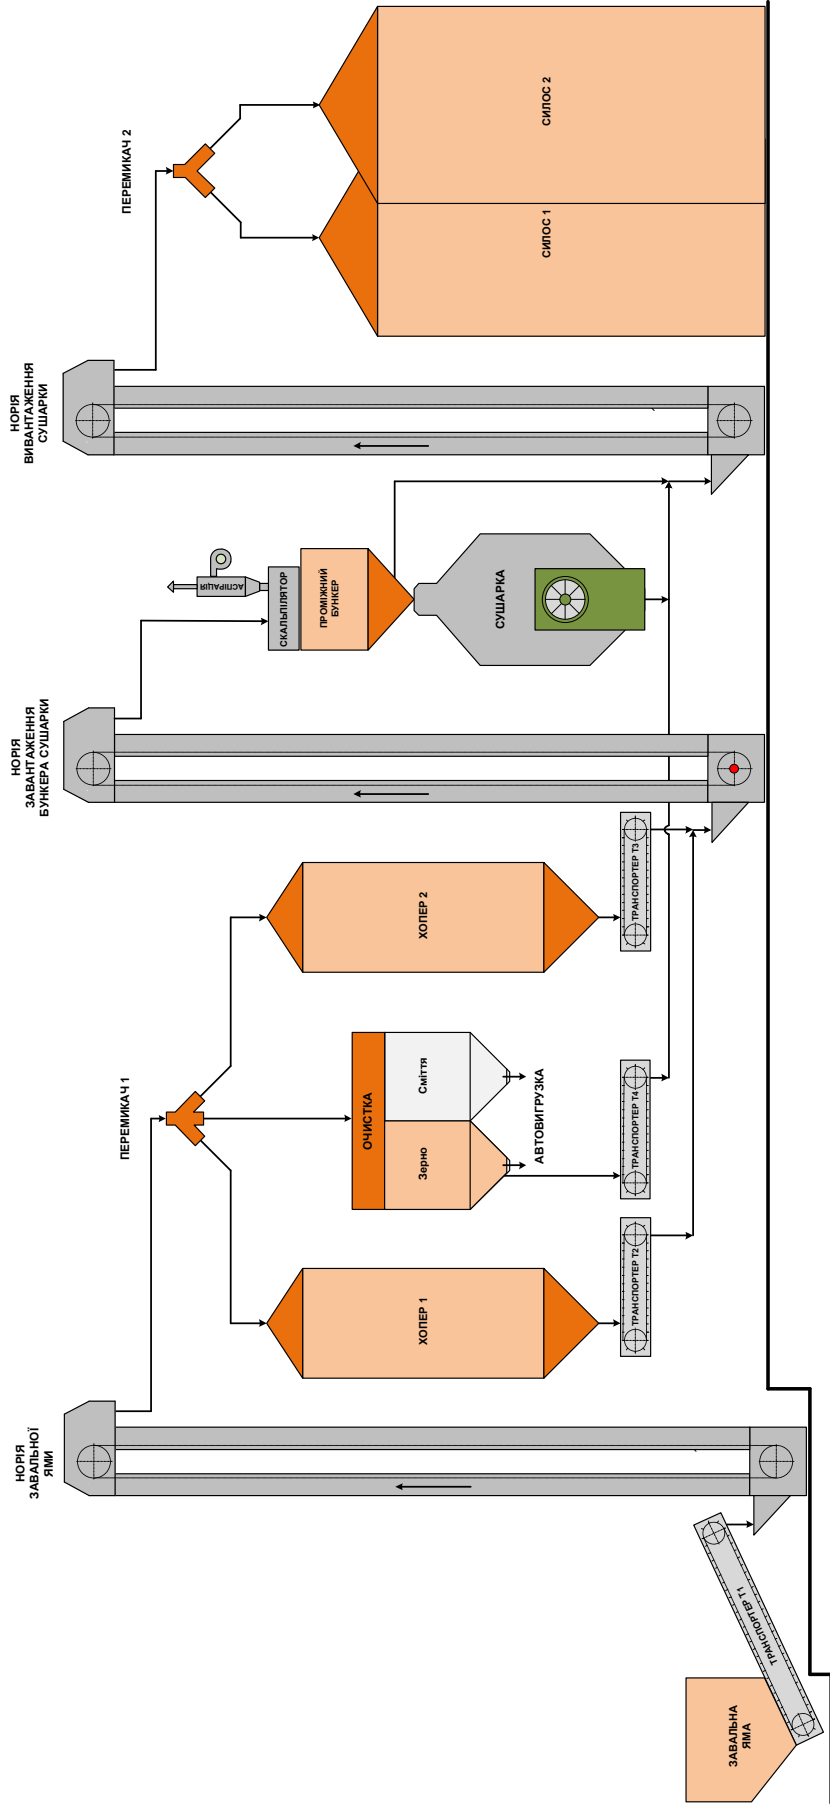 НОРІЯ
ЗАВАЛЬНОЇ
ЯМИ
НОРІЯ
ЗАВАНТАЖЕННЯ
БУНКЕРА СУШАРКИ
НОРІЯ
ВИВАНТАЖЕННЯ
СУШАРКИ
ПЕРЕМИКАЧ 1
ПЕРЕМИКАЧ 2
АСПІРАЦІЯ
СКАЛЬПІЛЯТОР
ПРОМІЖНИЙ
БУНКЕР
ОЧИСТКА
ХОПЕР 1
Зерно
Сміття
ХОПЕР 2
СУШАРКА
СИЛОС 1
СИЛОС 2
АВТОВИГРУЗКА
ТРАНСПОРТЕР Т2
ТРАНСПОРТЕР Т4
ТРАНСПОРТЕР Т3
ЗАВАЛЬНА
ЯМА
ТРАНСПОРТЕР Т1